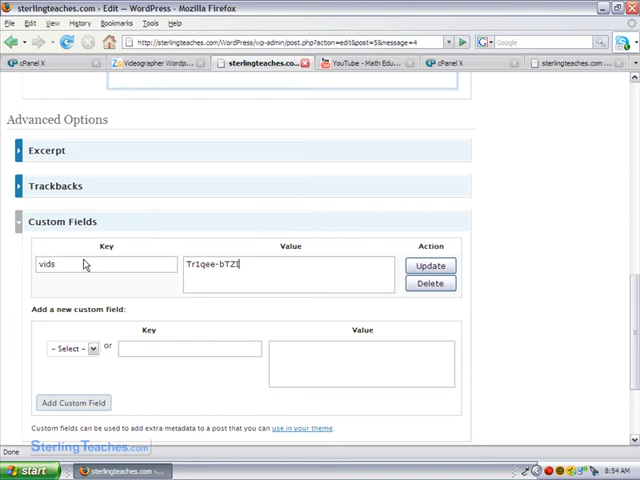 sterlingteaches.com › Edit — WordPress - Mozilla Firefox
File Edit View History Bookmarks Tools Help
http://sterlingteaches.com/WordPress/wp-admin/post.php?action=edit&post=5&message=4
Google
cPanel X
Videographer Wordp...
sterlingteaches.co...
YouTube - Math Edu...
cPanel X
sterlingteaches.com ...
Advanced Options
Excerpt
Trackbacks
Custom Fields
Key Value Action
vids Tr1qee-bTZI Update
Delete
Add a new custom field:
Key Value
– Select – or
Add Custom Field
Custom fields can be used to add extra metadata to a post that you can use in your theme.
SterlingTeaches.com
Done
start sterlingteaches.com › ... 8:54 AM